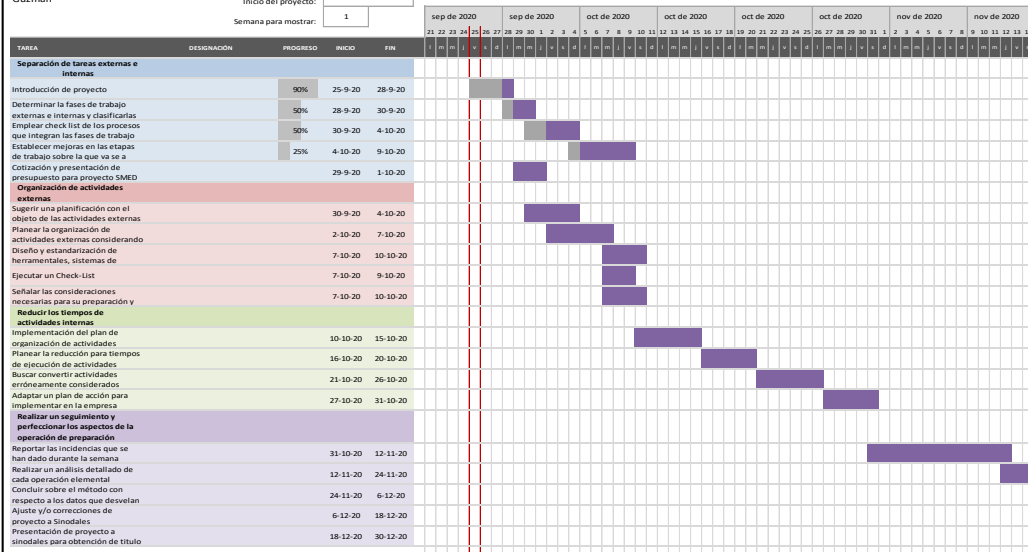 Guzmán
Inicio del proyecto:
Semana para mostrar: 1
sep de 2020 sep de 2020 oct de 2020 oct de 2020 oct de 2020 oct de 2020 nov de 2020 nov de 2020
21 22 23 24 25 26 27 28 29 30 1 2 3 4 5 6 7 8 9 10 11 12 13 14 15 16 17 18 19 20 21 22 23 24 25 26 27 28 29 30 31 1 2 3 4 5 6 7 8 9 10 11 12 13
TAREA DESIGNACIÓN PROGRESO INICIO FIN l m m j v s d l m m j v s d l m m j v s d l m m j v s d l m m j v s d l m m j v s d l m m j v s d l m m j v
Separación de tareas externas e
internas
Introducción de proyecto 90% 25-9-20 28-9-20
Determinar la fases de trabajo
externas e internas y clasificarlas 50% 28-9-20 30-9-20
Emplear check list de los procesos
que integran las fases de trabajo 50% 30-9-20 4-10-20
Establecer mejoras en las etapas
de trabajo sobre la que va se a 25% 4-10-20 9-10-20
Cotización y presentación de
presupuesto para proyecto SMED 29-9-20 1-10-20
Organización de actividades
externas
Sugerir una planificación con el
objeto de las actividades externas 30-9-20 4-10-20
Planear la organización de
actividades externas considerando 2-10-20 7-10-20
Diseño y estandarización de
herramentales, sistemas de 7-10-20 10-10-20
Ejecutar un Check-List 7-10-20 9-10-20
Señalar las consideraciones
necesarias para su preparación y 7-10-20 10-10-20
Reducir los tiempos de
actividades internas
Implementación del plan de
organización de actividades 10-10-20 15-10-20
Planear la reducción para tiempos
de ejecución de actividades 16-10-20 20-10-20
Buscar convertir actividades
erróneamente considerados 21-10-20 26-10-20
Adaptar un plan de acción para
implementar en la empresa 27-10-20 31-10-20
Realizar un seguimiento y
perfeccionar los aspectos de la
operación de preparación
Reportar las incidencias que se
han dado durante la semana 31-10-20 12-11-20
Realizar un análisis detallado de
cada operación elemental 12-11-20 24-11-20
Concluir sobre el método con
respecto a los datos que desvelan 24-11-20 6-12-20
Ajuste y/o correcciones de
proyecto a Sinodales 6-12-20 18-12-20
Presentación de proyecto a
sinodales para obtención de título 18-12-20 30-12-20